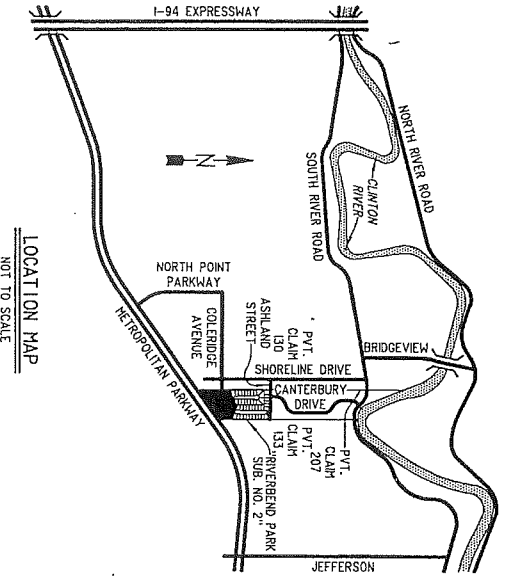 I-94 EXPRESSWAY
NORTH RIVER ROAD
CLINTON
RIVER
SOUTH RIVER ROAD
N
NORTH POINT
PARKWAY
COLERIDGE
AVENUE
METROPOLITAN PARKWAY
ASHLAND
STREET
PVT.
CLAIM
130
SHORELINE DRIVE
CANTERBURY
DRIVE
BRIDGEVIEW
PVT.
CLAIM
207
PVT.
CLAIM
133
"RIVERBEND PARK
SUB. NO. 2"
JEFFERSON
LOCATION MAP
NOT TO SCALE